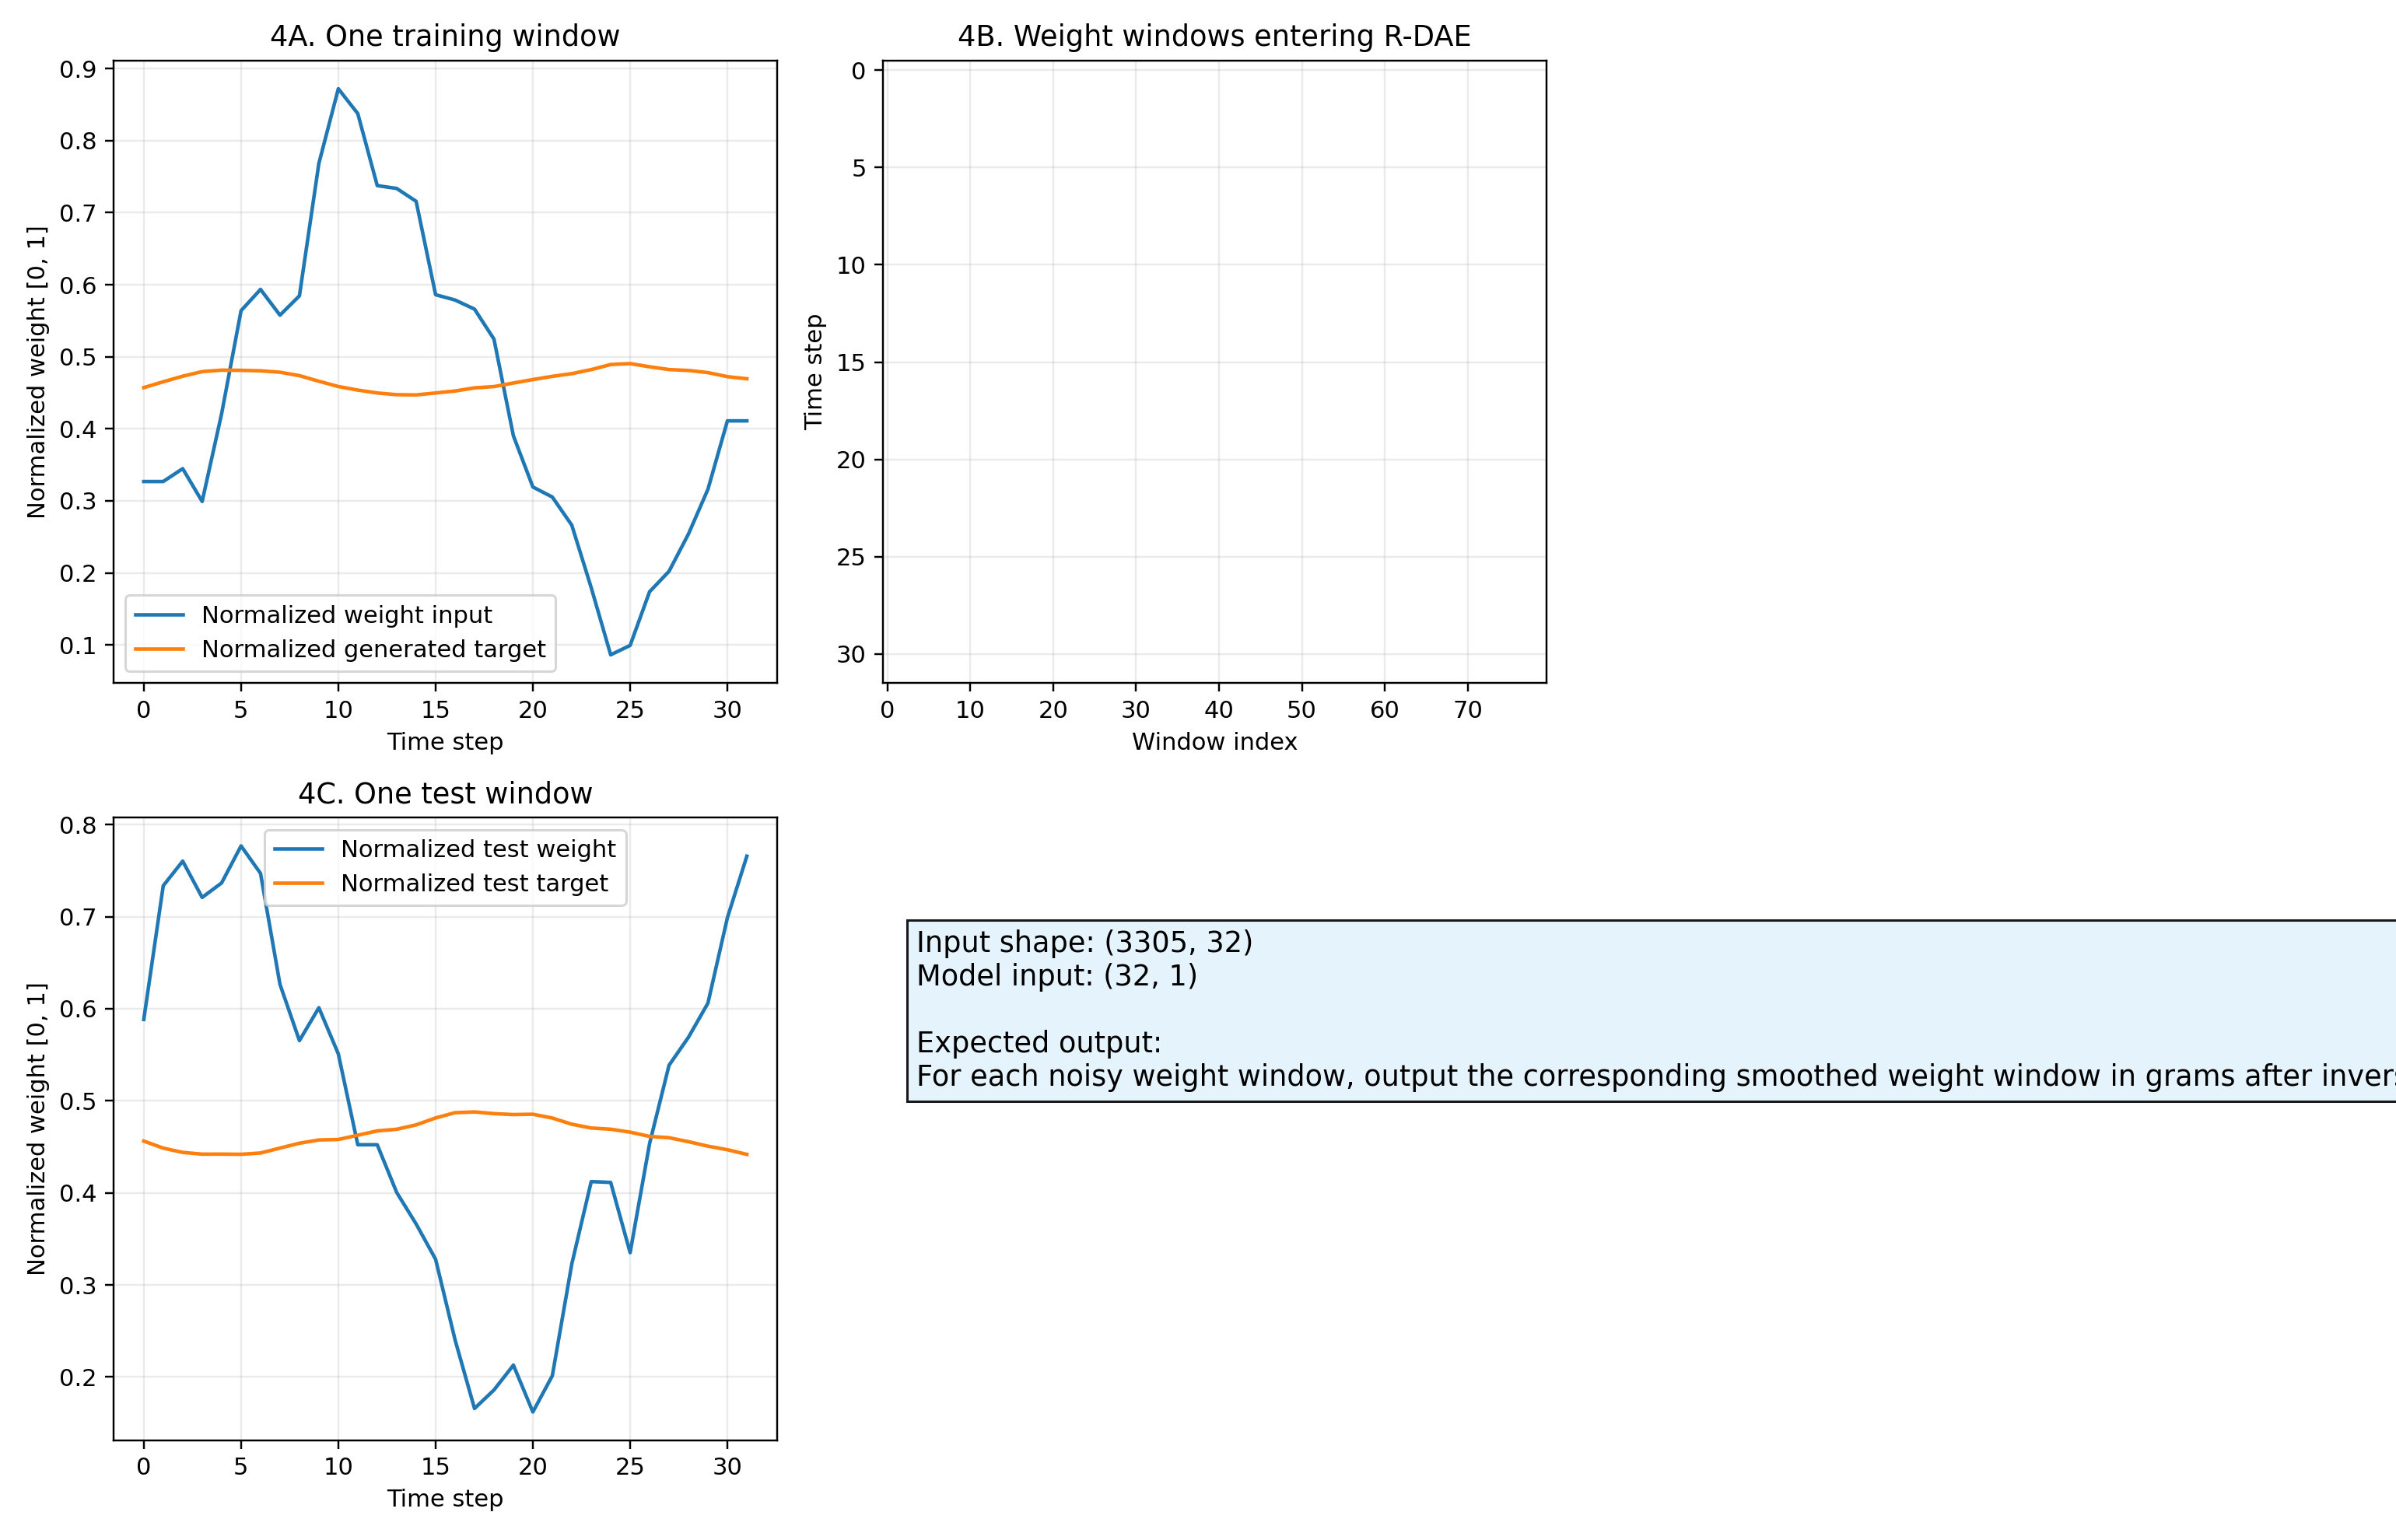 4A. One training window
0.9
0.8
0.7
0.6
0.5
0.4
0.3
0.2
0.1
Normalized weight [0, 1]
Normalized weight input
Normalized generated target
0 5 10 15 20 25 30
Time step
4B. Weight windows entering R-DAE
0
5
10
15
20
25
30
Time step
0 10 20 30 40 50 60 70
Window index
4C. One test window
0.8
0.7
0.6
0.5
0.4
0.3
0.2
Normalized weight [0, 1]
Normalized test weight
Normalized test target
0 5 10 15 20 25 30
Time step
Input shape: (3305, 32)
Model input: (32, 1)
Expected output:
For each noisy weight window, output the corresponding smoothed weight window in grams after